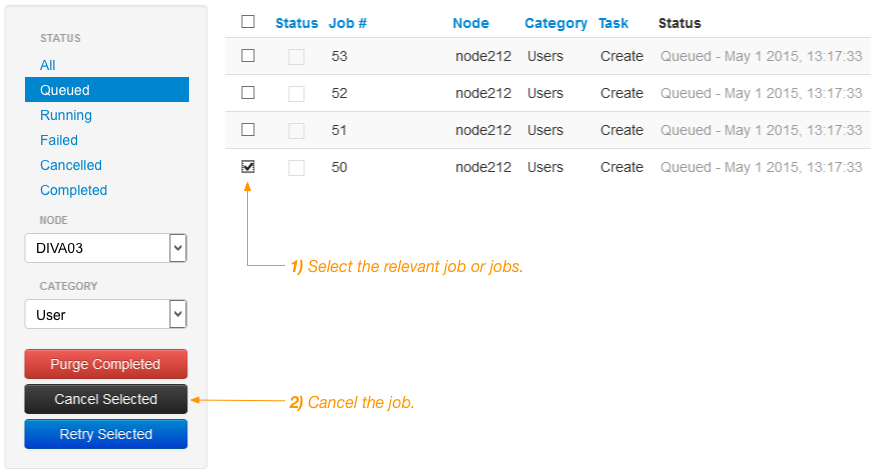 STATUS
All
Queued
Running
Failed
Cancelled
Completed
NODE
DIVA03
CATEGORY
User
Purge Completed
Cancel Selected
Retry Selected
Status Job # Node Category Task Status
53 node212 Users Create Queued - May 1 2015, 13:17:33
52 node212 Users Create Queued - May 1 2015, 13:17:33
51 node212 Users Create Queued - May 1 2015, 13:17:33
50 node212 Users Create Queued - May 1 2015, 13:17:33
1) Select the relevant job or jobs.
2) Cancel the job.